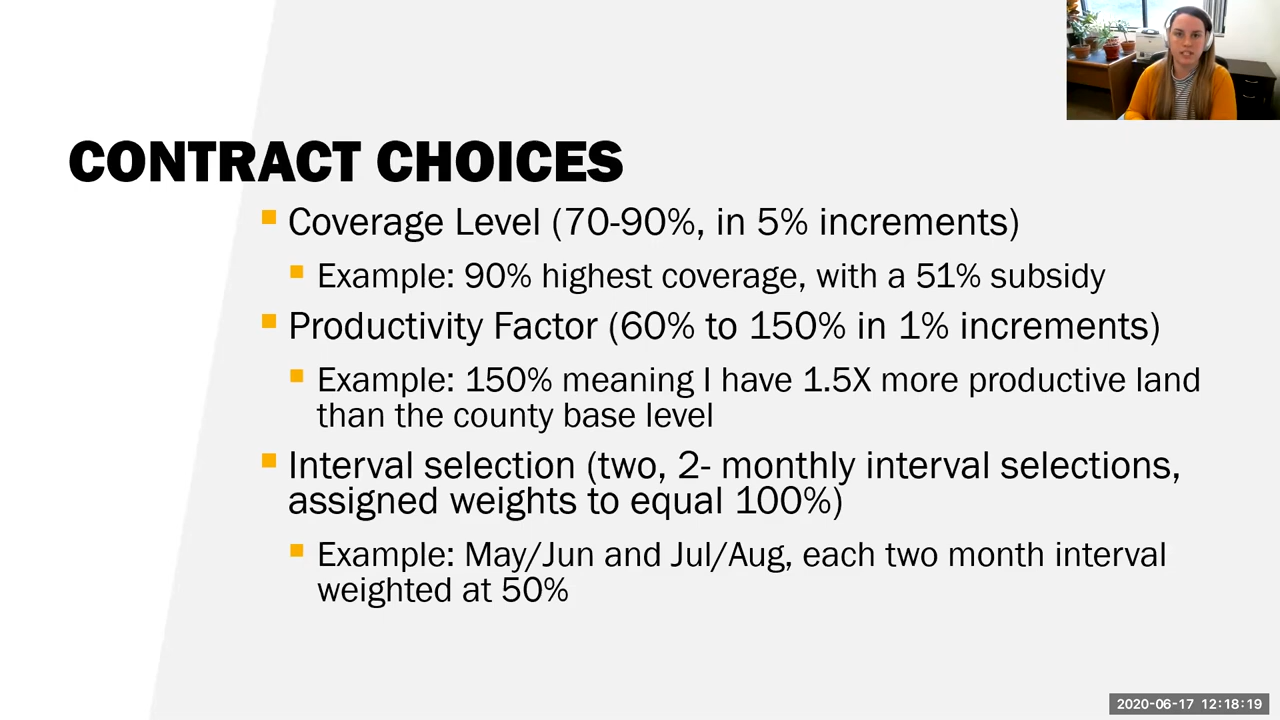 CONTRACT CHOICES
Coverage Level (70-90%, in 5% increments)
Example: 90% highest coverage, with a 51% subsidy
Productivity Factor (60% to 150% in 1% increments)
Example: 150% meaning I have 1.5X more productive land
than the county base level
Interval selection (two, 2- monthly interval selections,
assigned weights to equal 100%)
Example: May/Jun and Jul/Aug, each two month interval
weighted at 50%
2020-06-17 12:18:19